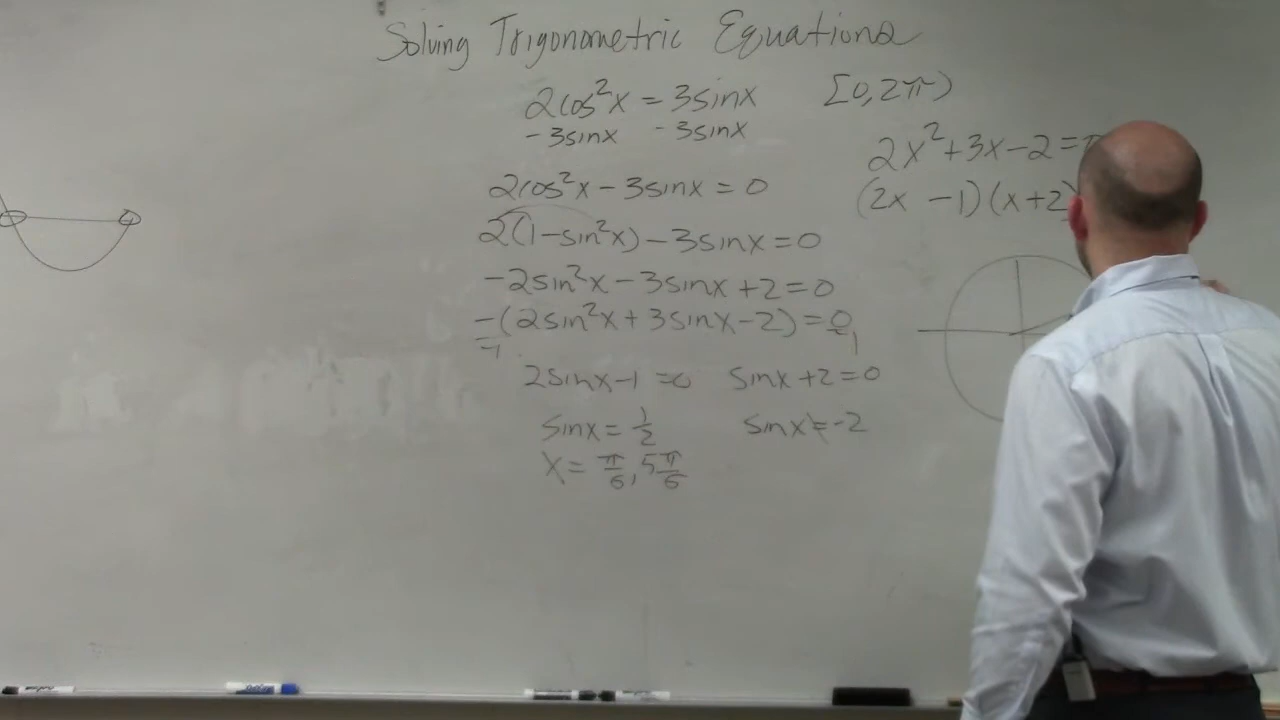 Solving Trigonometric Equations
2cos²x = 3sinx [0, 2π)
-3sinx -3sinx
2cos²x - 3sinx = 0
2(1-sin²x) - 3sinx = 0
-2sin²x - 3sinx + 2 = 0
-(2sin²x + 3sinx - 2) = 0
-1 -1
2sinx - 1 = 0 sinx + 2 = 0
sinx = 1/2 sinx ≠ -2
x = π/6, 5π/6
2x² + 3x - 2 =
(2x - 1)(x + 2)